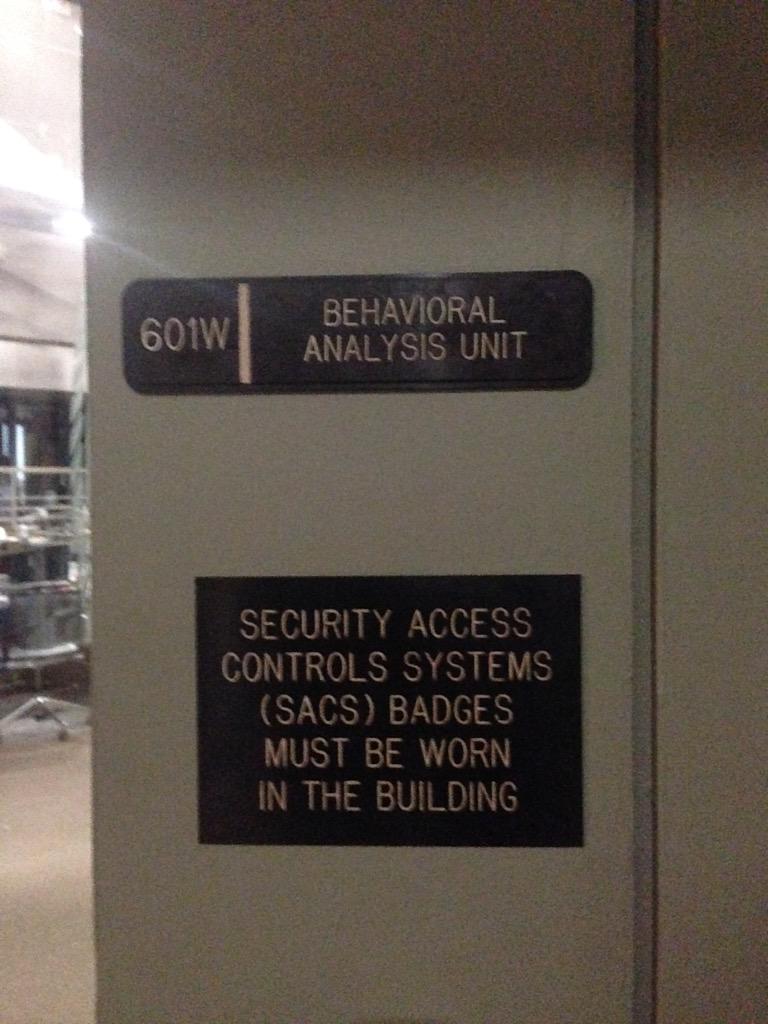 601W
BEHAVIORAL
ANALYSIS UNIT
SECURITY ACCESS
CONTROLS SYSTEMS
(SACS) BADGES
MUST BE WORN
IN THE BUILDING